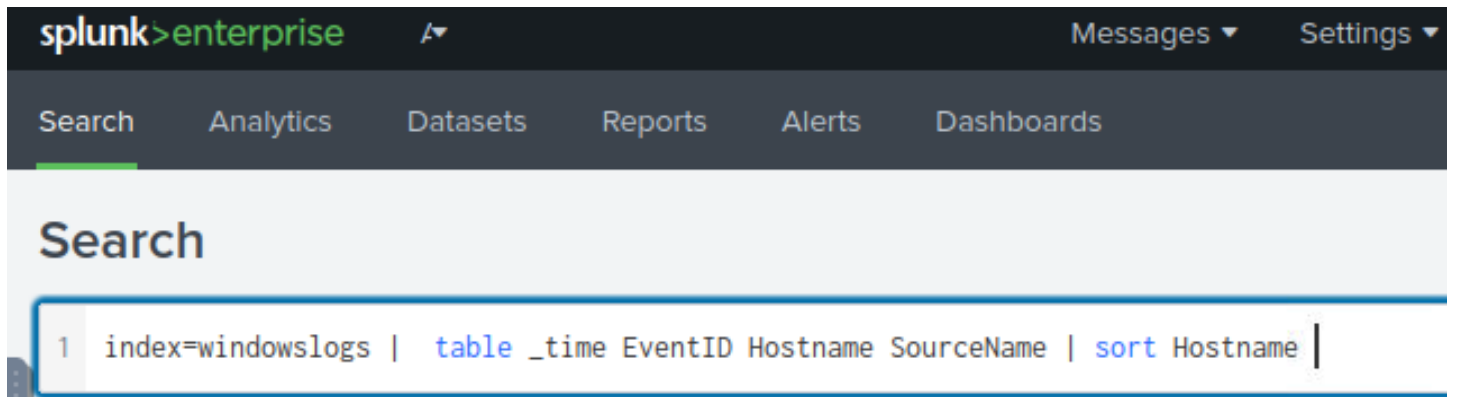 splunk>enterprise Messages Settings
Search Analytics Datasets Reports Alerts Dashboards
Search
1 index=windowslogs | table _time EventID Hostname SourceName | sort Hostname